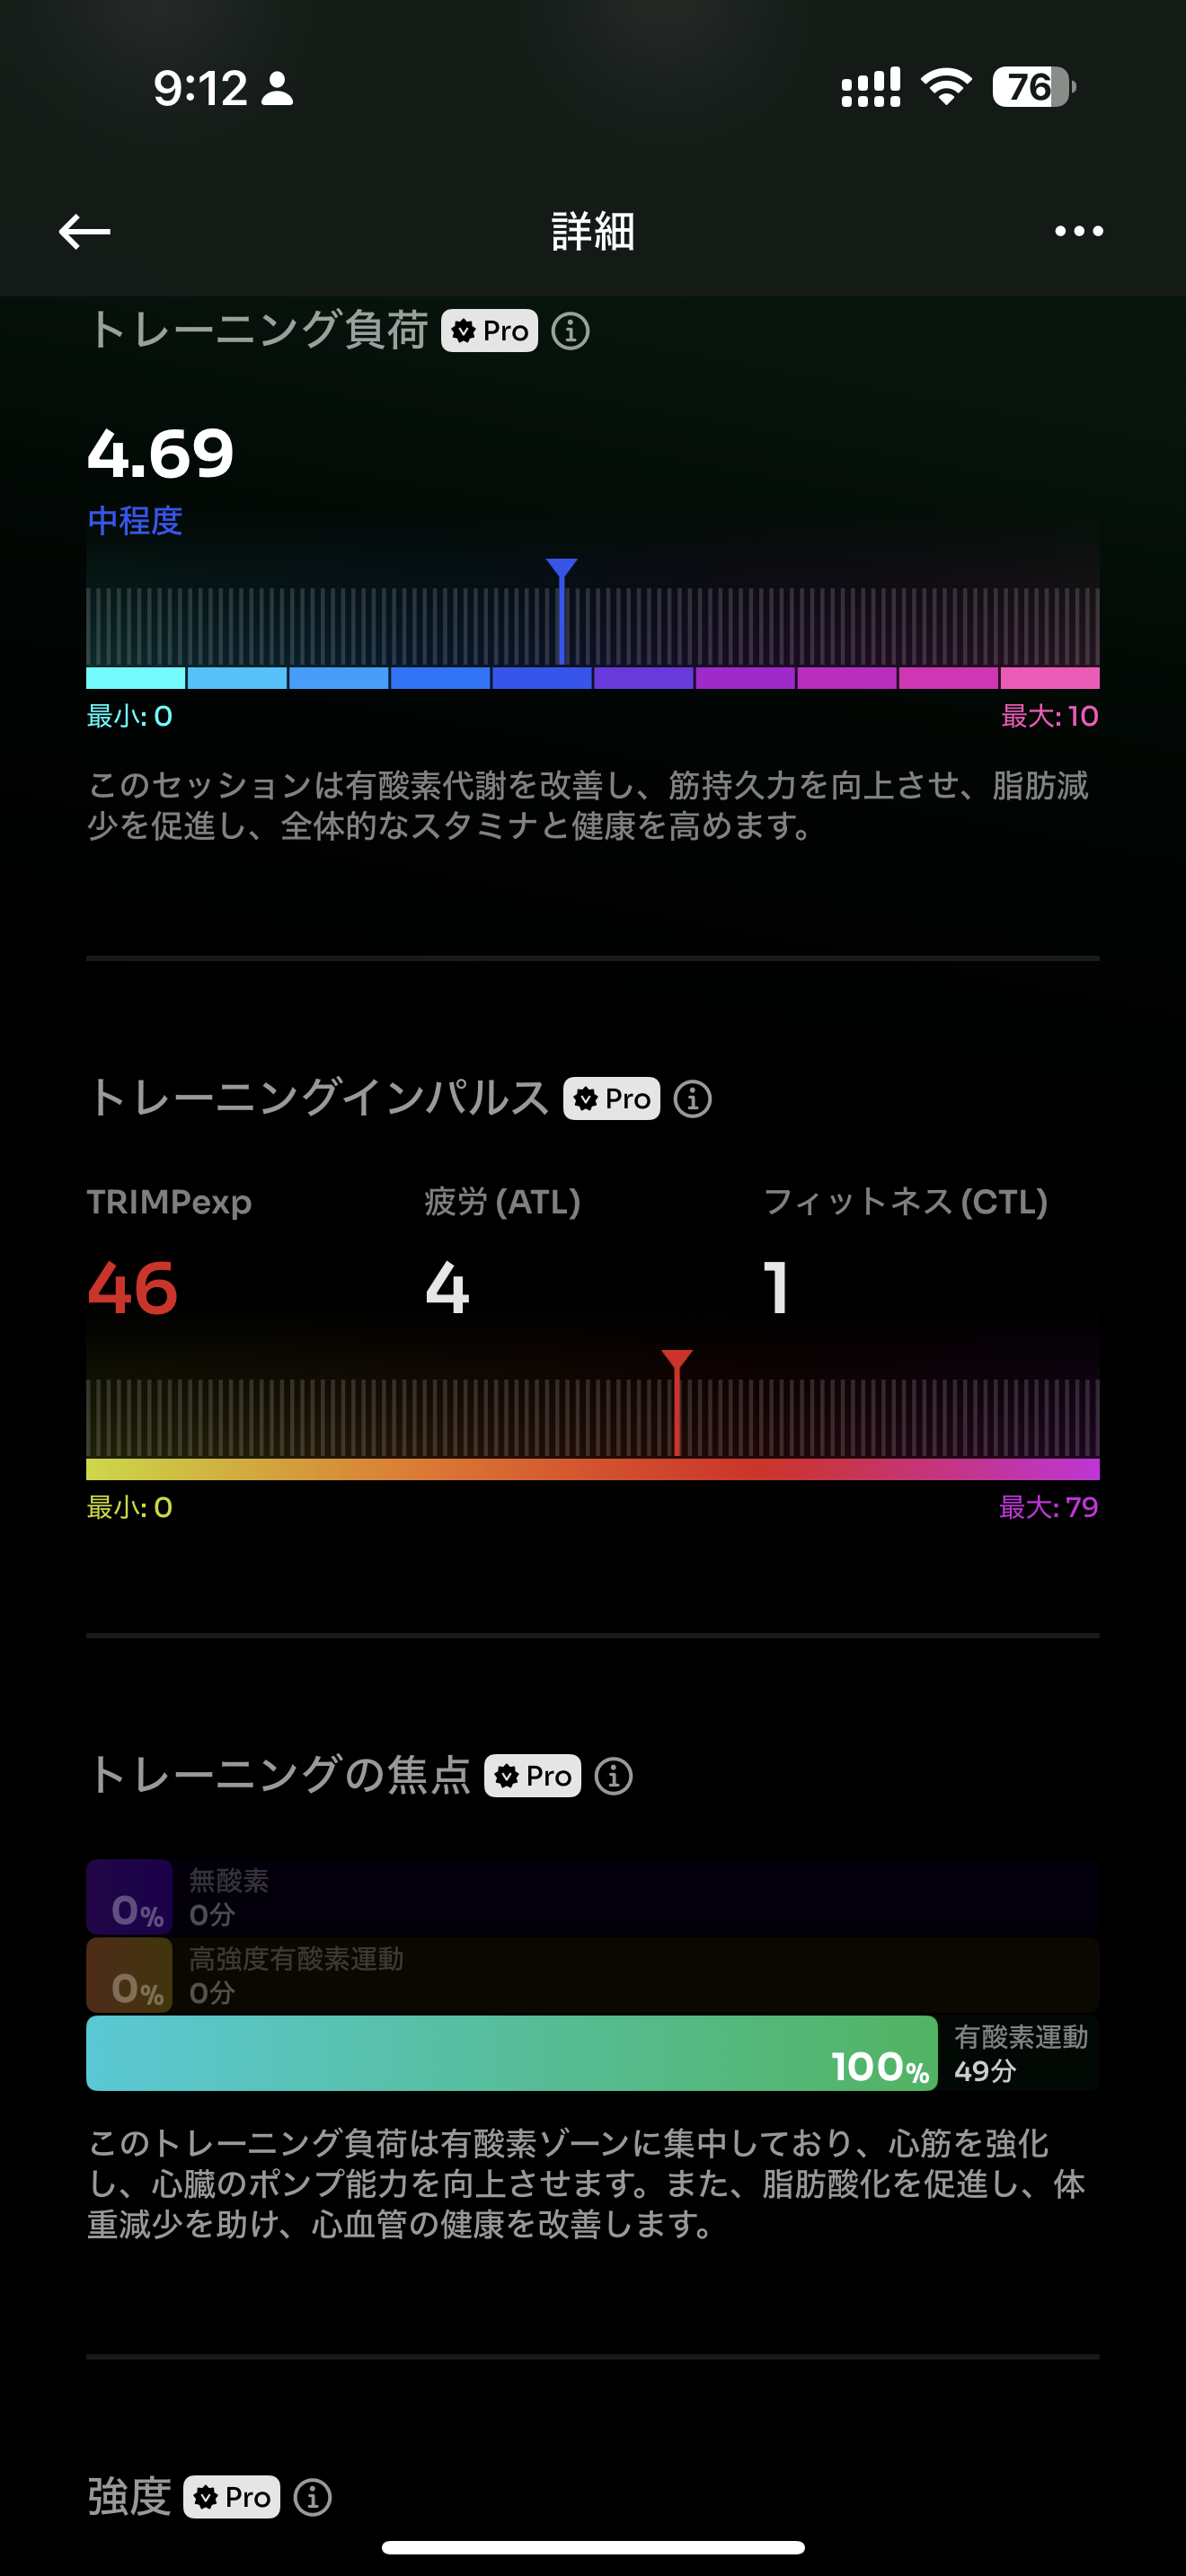 9:12
76
詳細
トレーニング負荷 Pro
4.69
中程度
最小: 0 最大: 10
このセッションは有酸素代謝を改善し、筋持久力を向上させ、脂肪減
少を促進し、全体的なスタミナと健康を高めます。
トレーニングインパルス Pro
TRIMPexp 疲労 (ATL) フィットネス (CTL)
46 4 1
最小: 0 最大: 79
トレーニングの焦点 Pro
0% 無酸素
0分
0% 高強度有酸素運動
0分
100% 有酸素運動
49分
このトレーニング負荷は有酸素ゾーンに集中しており、心筋を強化
し、心臓のポンプ能力を向上させます。また、脂肪酸化を促進し、体
重減少を助け、心血管の健康を改善します。
強度 Pro